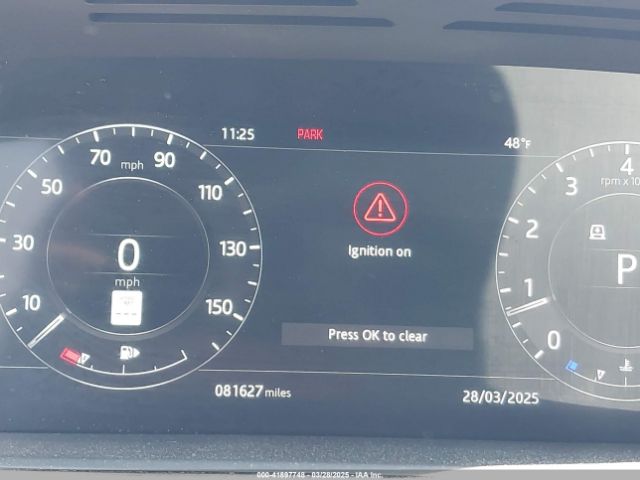 11:25 PARK 48°F
70 mph 90
50 110
30 130
10 150
0
mph
Ignition on
Press OK to clear
081627 miles
28/03/2025
4
rpm x 10
3
2
1
0
P
000-41897748 - 03/28/2025 - IAA Inc.